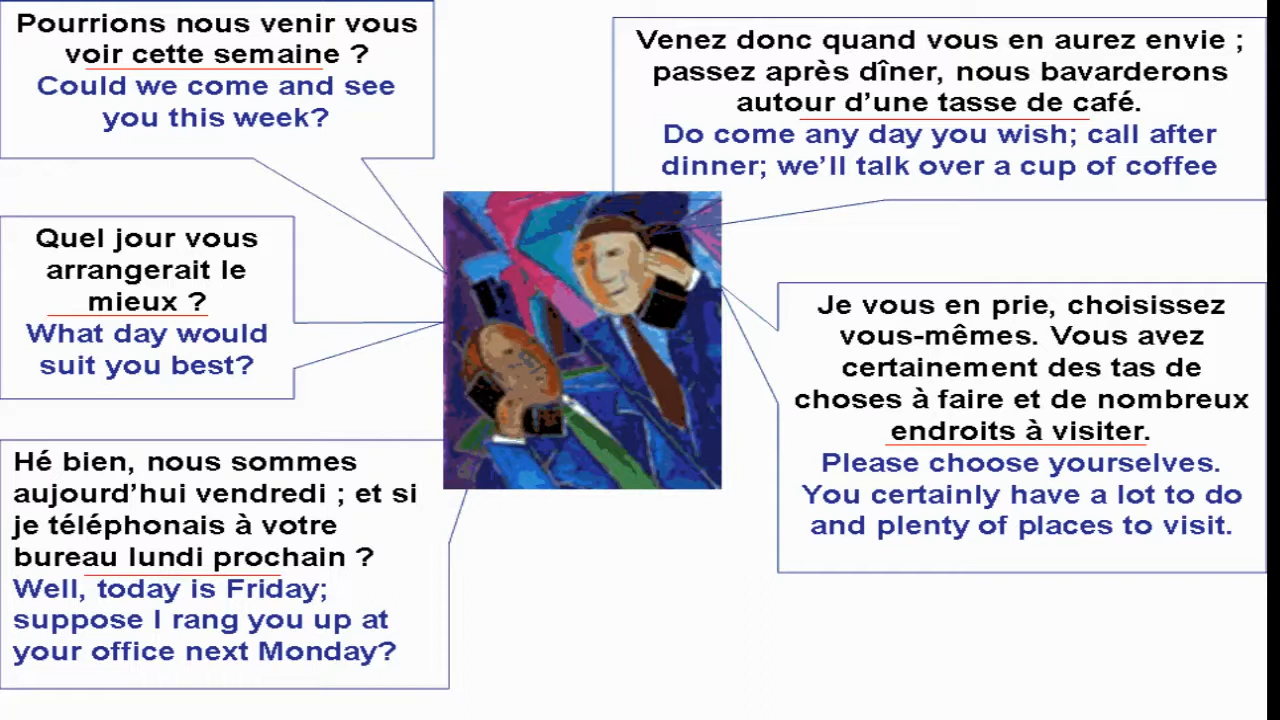 Pourrions nous venir vous
voir cette semaine ?
Could we come and see
you this week?
Venez donc quand vous en aurez envie ;
passez après dîner, nous bavarderons
autour d’une tasse de café.
Do come any day you wish; call after
dinner; we’ll talk over a cup of coffee
Quel jour vous
arrangerait le
mieux ?
What day would
suit you best?
Je vous en prie, choisissez
vous-mêmes. Vous avez
certainement des tas de
choses à faire et de nombreux
endroits à visiter.
Please choose yourselves.
You certainly have a lot to do
and plenty of places to visit.
Hé bien, nous sommes
aujourd’hui vendredi ; et si
je téléphonais à votre
bureau lundi prochain ?
Well, today is Friday;
suppose I rang you up at
your office next Monday?